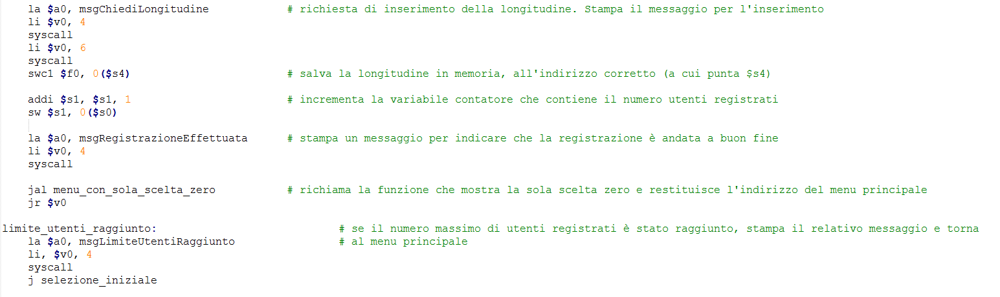 la $a0, msgChiediLongitudine # richiesta di inserimento della longitudine. Stampa il messaggio per l'inserimento
li $v0, 4
syscall
li $v0, 6
syscall
swc1 $f0, 0($s4) # salva la longitudine in memoria, all'indirizzo corretto (a cui punta $s4)
addi $s1, $s1, 1 # incrementa la variabile contatore che contiene il numero utenti registrati
sw $s1, 0($s0)
la $a0, msgRegistrazioneEffettuata # stampa un messaggio per indicare che la registrazione è andata a buon fine
li $v0, 4
syscall
jal menu_con_sola_scelta_zero # richiama la funzione che mostra la sola scelta zero e restituisce l'indirizzo del menu principale
jr $v0
limite_utenti_raggiunto: # se il numero massimo di utenti registrati è stato raggiunto, stampa il relativo messaggio e torna
la $a0, msgLimiteUtentiRaggiunto # al menu principale
li, $v0, 4
syscall
j selezione_iniziale